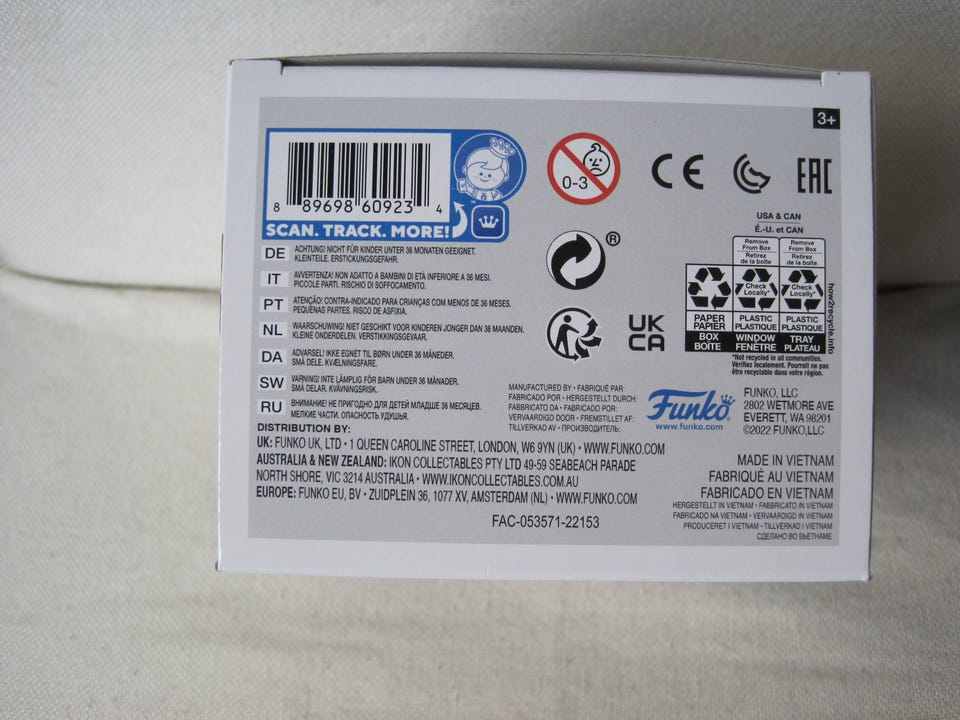 3+
8 89698 60923 4
SCAN. TRACK. MORE!
0-3
CE
EAC
®
UK
CA
USA & CAN
É.-U. et CAN
Remove From Box
Retirez de la boîte
Remove From Box
Retirez de la boîte
Check Locally*
Check Locally*
PAPER PAPIER
PLASTIC PLASTIQUE
PLASTIC PLASTIQUE
BOX BOÎTE
WINDOW FENÊTRE
TRAY PLATEAU
how2recycle.info
*Not recycled in all communities.
Vérifiez localement. Pourrait ne pas
être recyclable dans votre région.
DE ACHTUNG! NICHT FÜR KINDER UNTER 36 MONATEN GEEIGNET.
KLEINTEILE. ERSTICKUNGSGEFAHR.
IT AVVERTENZA! NON ADATTO A BAMBINI DI ETÀ INFERIORE A 36 MESI.
PICCOLE PARTI. RISCHIO DI SOFFOCAMENTO.
PT ATENÇÃO! CONTRA-INDICADO PARA CRIANÇAS COM MENOS DE 36 MESES.
PEQUENAS PARTES. RISCO DE ASFIXIA.
NL WAARSCHUWING! NIET GESCHIKT VOOR KINDEREN JONGER DAN 36 MAANDEN.
KLEINE ONDERDELEN. VERSTIKKINGSGEVAAR.
DA ADVARSEL! IKKE EGNET TIL BØRN UNDER 36 MÅNEDER.
SMÅ DELE. KVÆLNINGSFARE.
SW VARNING! INTE LÄMPLIG FÖR BARN UNDER 36 MÅNADER.
SMÅ DELAR. KVÄVNINGSRISK.
RU ВНИМАНИЕ! НЕ ПРИГОДНО ДЛЯ ДЕТЕЙ МЛАДШЕ 36 МЕСЯЦЕВ.
МЕЛКИЕ ЧАСТИ. ОПАСНОСТЬ УДУШЬЯ.
MANUFACTURED BY • FABRIQUÉ PAR:
FABRICADO POR • HERGESTELLT DURCH:
FABBRICATO DA • FABRICADO POR:
VERVAARDIGD DOOR • FREMSTILLET AF:
TILLVERKAD AV • ПРОИЗВОДИТЕЛЬ:
Funko
www.funko.com
FUNKO, LLC
2802 WETMORE AVE
EVERETT, WA 98201
©2022 FUNKO,LLC
DISTRIBUTION BY:
UK: FUNKO UK, LTD • 1 QUEEN CAROLINE STREET, LONDON, W6 9YN (UK) • WWW.FUNKO.COM
AUSTRALIA & NEW ZEALAND: IKON COLLECTABLES PTY LTD 49-59 SEABEACH PARADE
NORTH SHORE, VIC 3214 AUSTRALIA • WWW.IKONCOLLECTABLES.COM.AU
EUROPE: FUNKO EU, BV • ZUIDPLEIN 36, 1077 XV, AMSTERDAM (NL) • WWW.FUNKO.COM
FAC-053571-22153
MADE IN VIETNAM
FABRIQUÉ AU VIETNAM
FABRICADO EN VIETNAM
HERGESTELLT IN VIETNAM • FABBRICATO IN VIETNAM
FABRICADO NA VIETNAM • VERVAARDIGD IN VIETNAM
PRODUCERET I VIETNAM • TILLVERKAD I VIETNAM
СДЕЛАНО ВО ВЬЕТНАМЕ